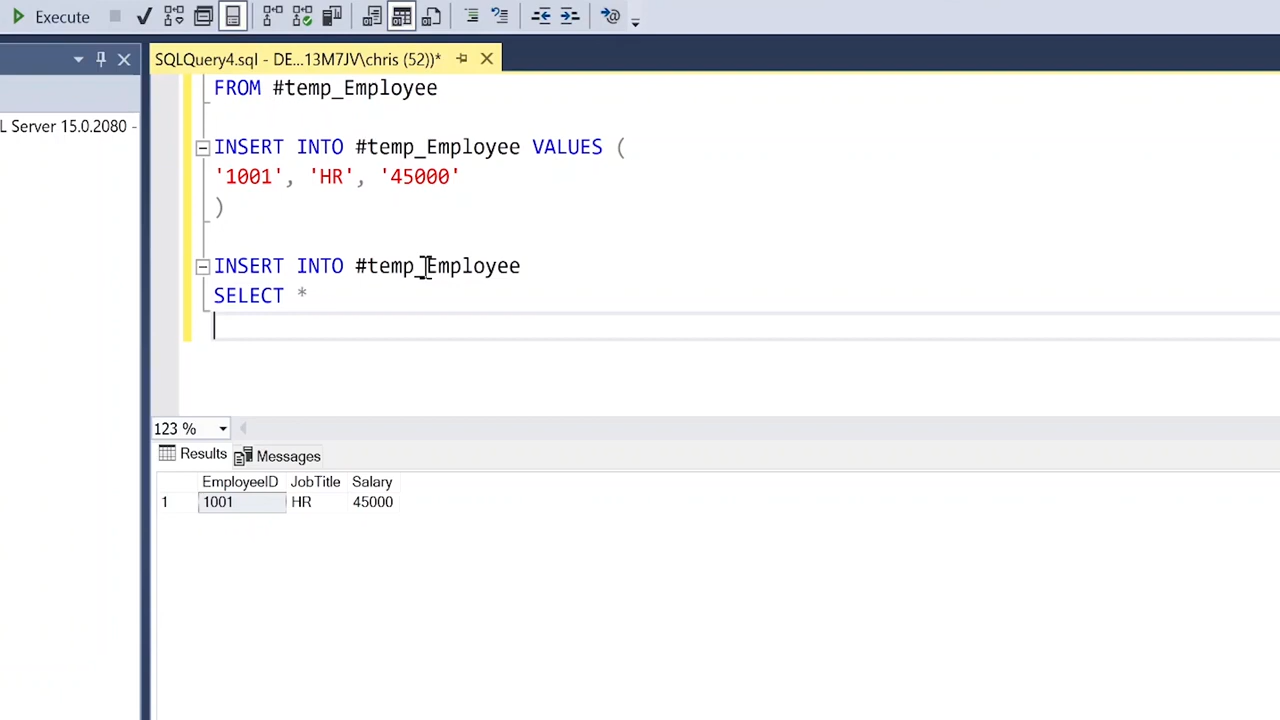 Execute
SQLQuery4.sql - DE...13M7JV\chris (52))*
L Server 15.0.2080 -
FROM #temp_Employee
INSERT INTO #temp_Employee VALUES (
'1001', 'HR', '45000'
)
INSERT INTO #temp_Employee
SELECT *
123 %
Results Messages
EmployeeID JobTitle Salary
1 1001 HR 45000